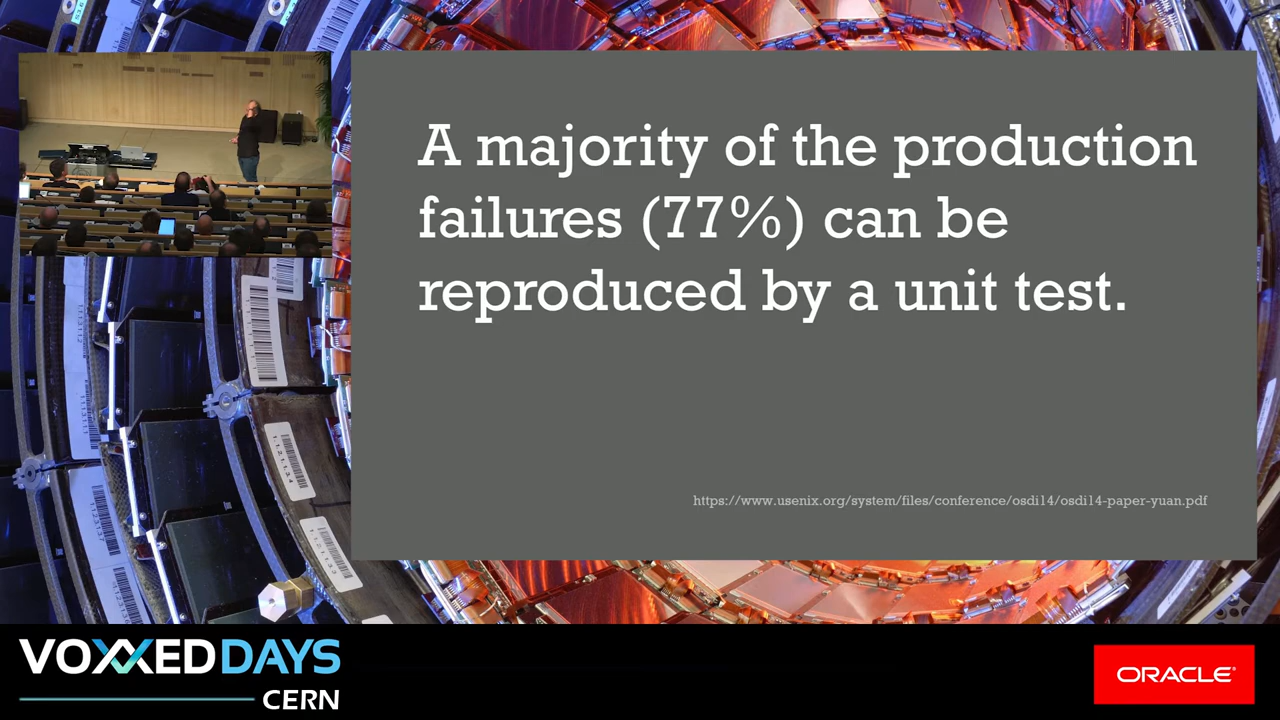 A majority of the production
failures (77%) can be
reproduced by a unit test.
https://www.usenix.org/system/files/conference/osdi14/osdi14-paper-yuan.pdf
VOXXED DAYS
CERN
ORACLE